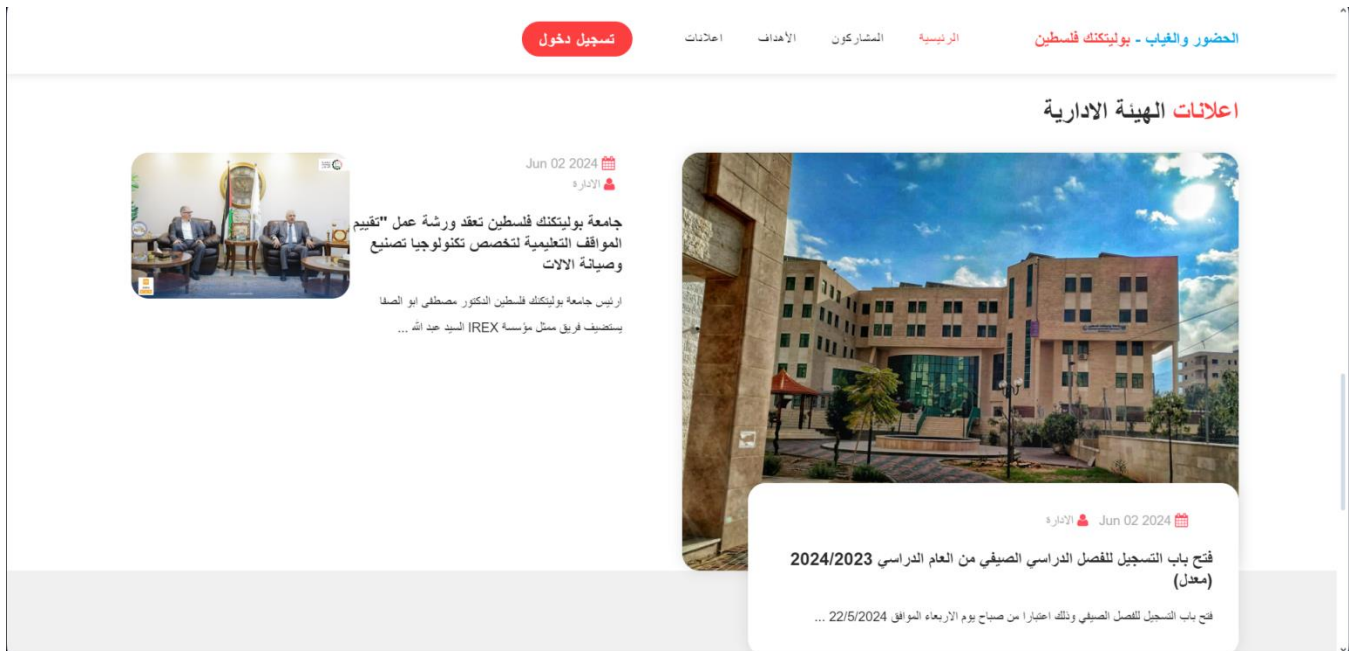 الحضور والغياب - بوليتكنك فلسطين
الرئيسية
المشاركون
الأهداف
اعلانات
تسجيل دخول
اعلانات الهيئة الادارية
Jun 02 2024
الادارة
فتح باب التسجيل للفصل الدراسي الصيفي من العام الدراسي 2024/2023
(معدل)
فتح باب التسجيل للفصل الصيفي وذلك اعتبارا من صباح يوم الاربعاء الموافق 22/5/2024 ...
Jun 02 2024
الادارة
جامعة بوليتكنك فلسطين تعقد ورشة عمل "تقييم
المواقف التعليمية لتخصص تكنولوجيا تصنيع
وصيانة الالات
ارئيس جامعة بوليتكنك فلسطين الدكتور مصطفى ابو الصفا
يستضيف فريق ممثل مؤسسة IREX السيد عبد الله ...